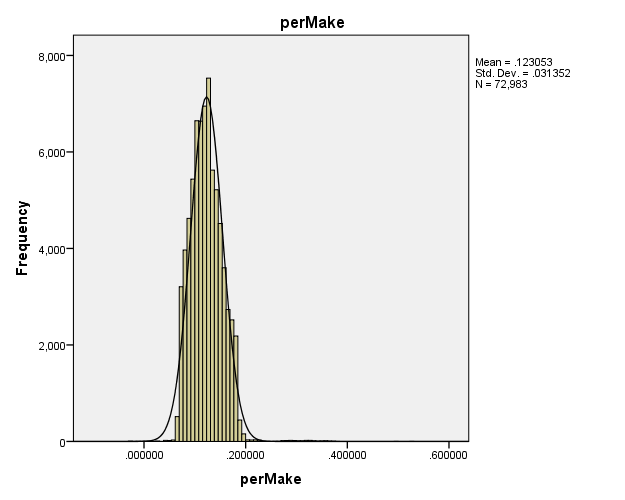 perMake
Mean = .123053
Std. Dev. = .031352
N = 72,983
Frequency
8,000
6,000
4,000
2,000
0
.000000 .200000 .400000 .600000
perMake